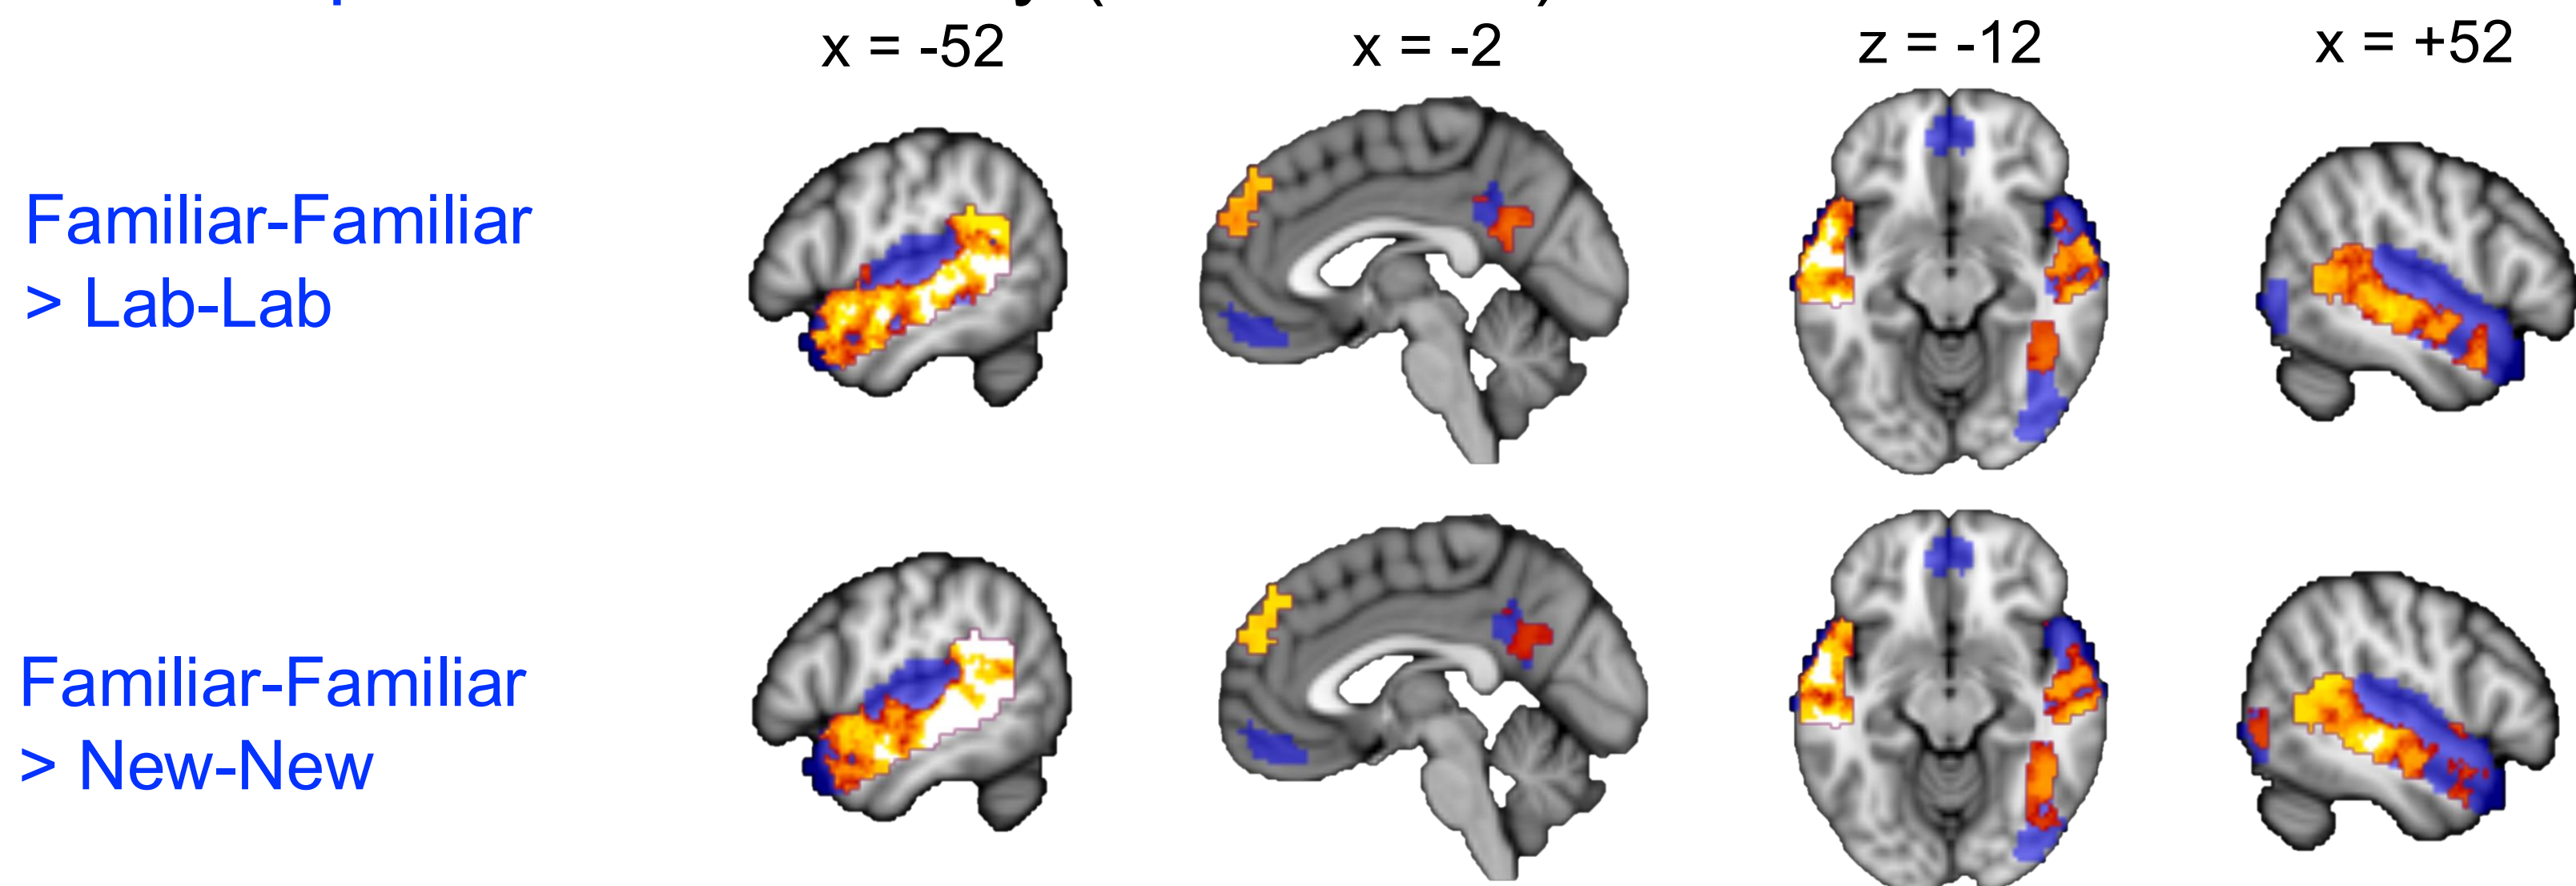 x = -52
x = -2
z = -12
x = +52
Familiar-Familiar
> Lab-Lab
Familiar-Familiar
> New-New